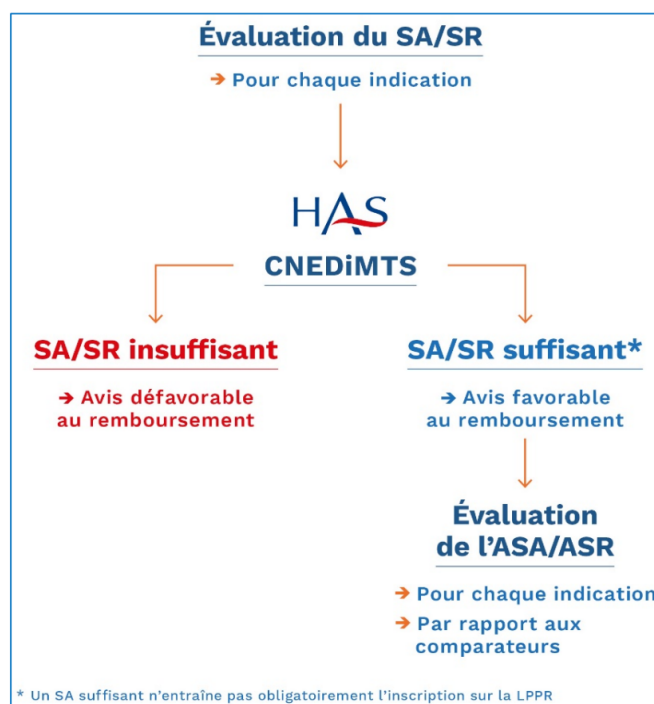 Évaluation du SA/SR
➔ Pour chaque indication
HAS
CNEDiMTS
SA/SR insuffisant
➔ Avis défavorable
au remboursement
SA/SR suffisant*
➔ Avis favorable
au remboursement
Évaluation
de l’ASA/ASR
➔ Pour chaque indication
➔ Par rapport aux
comparateurs
* Un SA suffisant n’entraîne pas obligatoirement l’inscription sur la LPPR